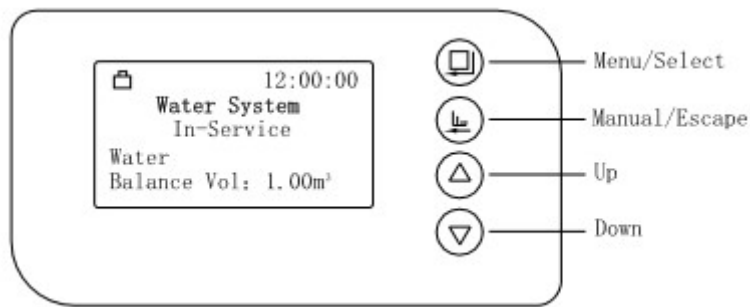 12:00:00
Water System
In-Service
Water
Balance Vol: 1.00m³
Menu/Select
Manual/Escape
Up
Down